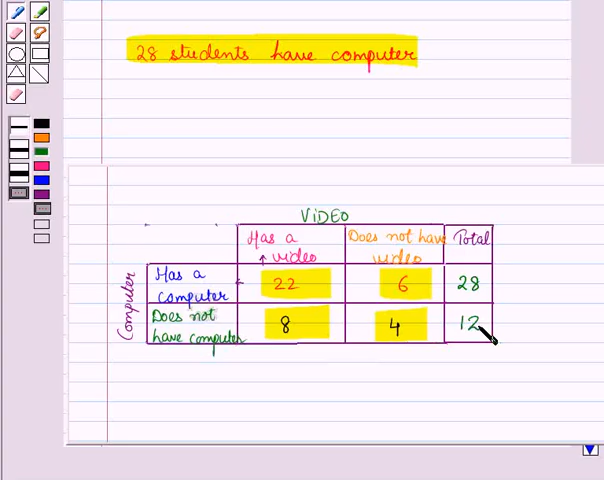 28 students have computer
ViDEO
Has a
video
Does not have
video
Total
Computer
Has a
computer
22
6
28
Does not
have computer
8
4
12